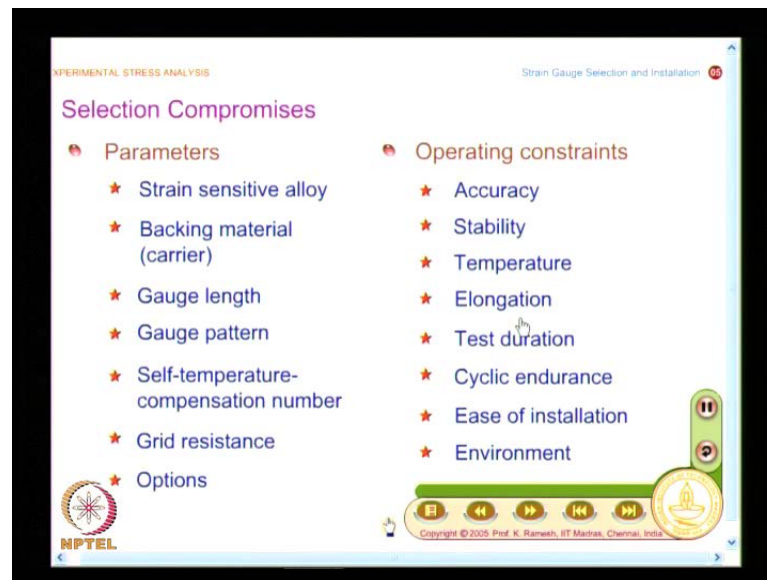 XPERIMENTAL STRESS ANALYSIS
Strain Gauge Selection and Installation 05
Selection Compromises
Parameters
Strain sensitive alloy
Backing material
(carrier)
Gauge length
Gauge pattern
Self-temperature-
compensation number
Grid resistance
Options
Operating constraints
Accuracy
Stability
Temperature
Elongation
Test duration
Cyclic endurance
Ease of installation
Environment
NPTEL
Copyright © 2005 Prof. K. Ramesh, IIT Madras, Chennai, India